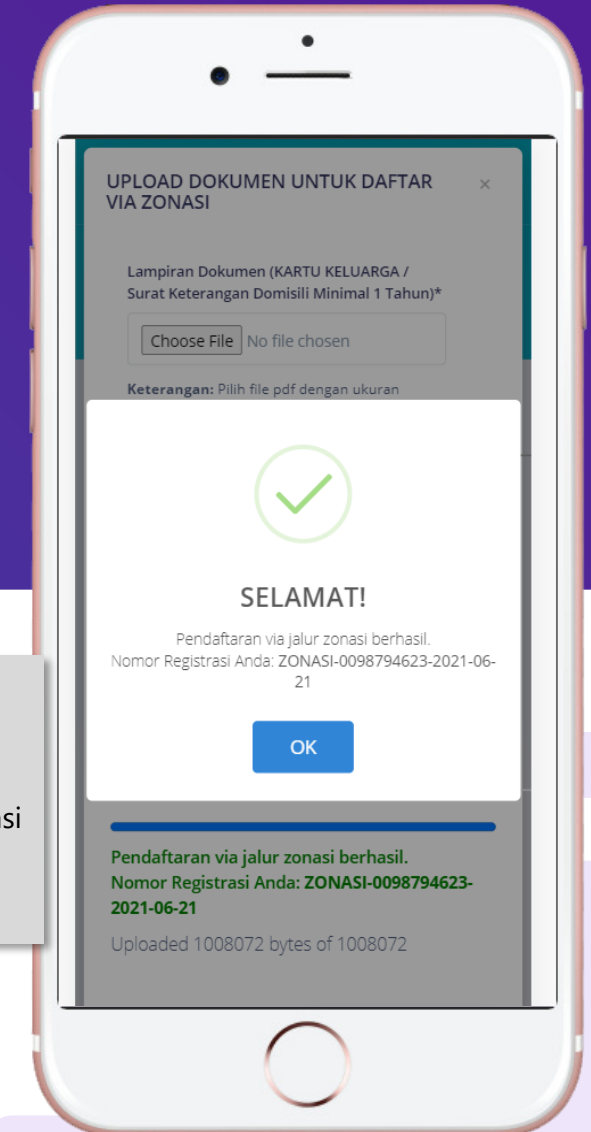 UPLOAD DOKUMEN UNTUK DAFTAR
VIA ZONASI
×
Lampiran Dokumen (KARTU KELUARGA /
Surat Keterangan Domisili Minimal 1 Tahun)*
Choose File No file chosen
Keterangan: Pilih file pdf dengan ukuran
SELAMAT!
Pendaftaran via jalur zonasi berhasil.
Nomor Registrasi Anda: ZONASI-0098794623-2021-06-
21
OK
Pendaftaran via jalur zonasi berhasil.
Nomor Registrasi Anda: ZONASI-0098794623-
2021-06-21
Uploaded 1008072 bytes of 1008072